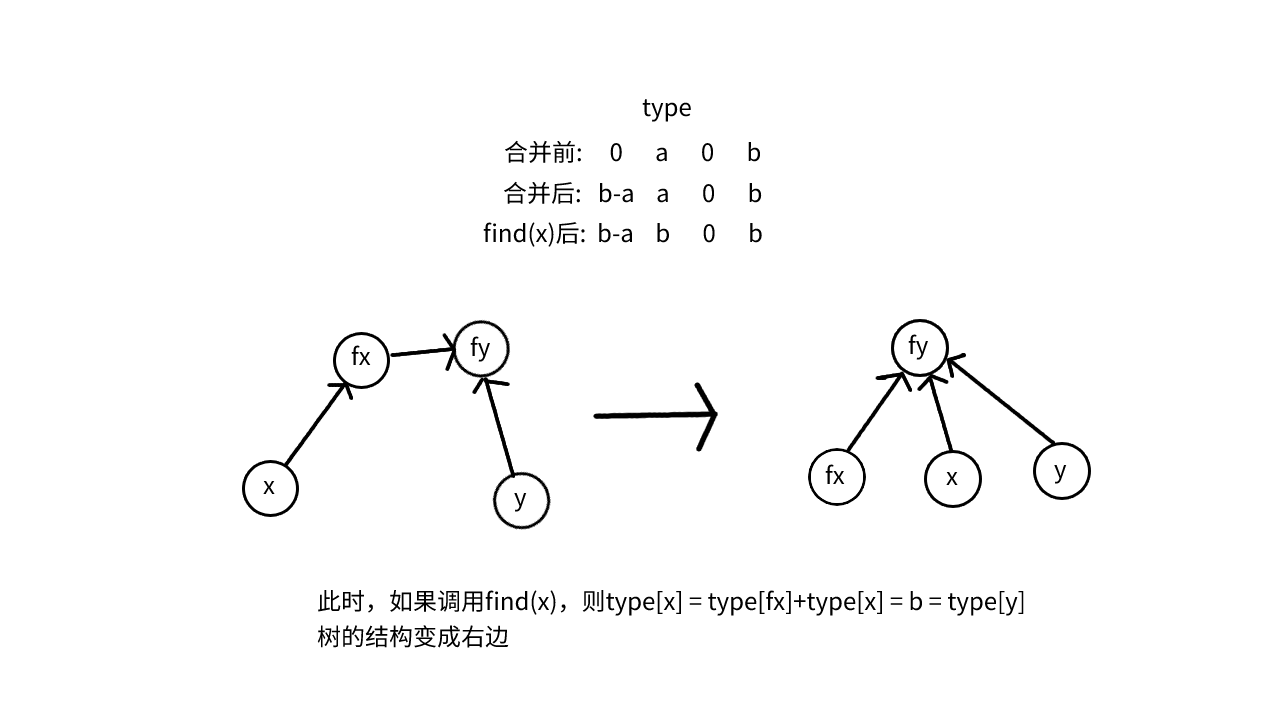 type
合并前: 0 a 0 b
合并后: b-a a 0 b
find(x)后: b-a b 0 b
fx fy
x y
fy
fx x y
此时，如果调用find(x)，则type[x] = type[fx]+type[x] = b = type[y]
树的结构变成右边